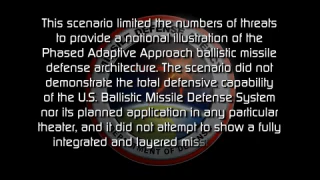 This scenario limited the numbers of threats
to provide a notional illustration of the
Phased Adaptive Approach ballistic missile
defense architecture. The scenario did not
demonstrate the total defensive capability
of the U.S. Ballistic Missile Defense System
nor its planned application in any particular
theater, and it did not attempt to show a fully
integrated and layered miss